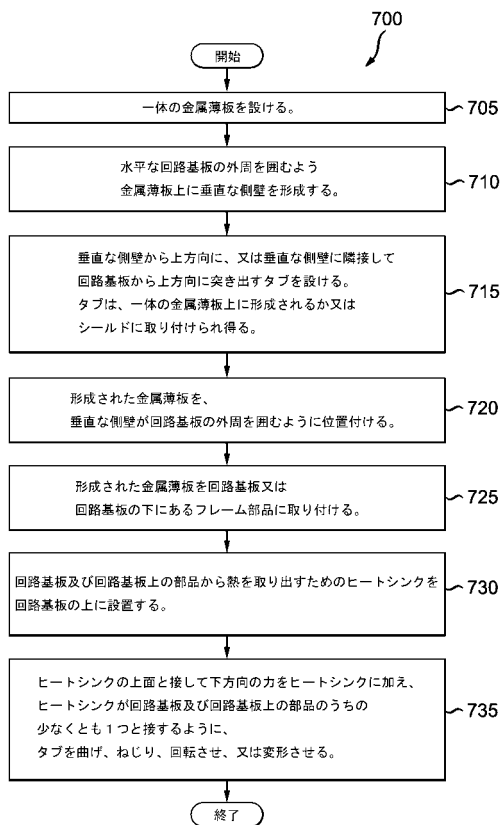 700
開始
一体の金属薄板を設ける。
705
水平な回路基板の外周を囲むよう
金属薄板上に垂直な側壁を形成する。
710
垂直な側壁から上方向に、又は垂直な側壁に隣接して
回路基板から上方向に突き出すタブを設ける。
タブは、一体の金属薄板上に形成されるか又は
シールドに取り付けられ得る。
715
形成された金属薄板を、
垂直な側壁が回路基板の外周を囲むように位置付ける。
720
形成された金属薄板を回路基板又は
回路基板の下にあるフレーム部品に取り付ける。
725
回路基板及び回路基板上の部品から熱を取り出すためのヒートシンクを
回路基板の上に設置する。
730
ヒートシンクの上面と接して下方向の力をヒートシンクに加え、
ヒートシンクが回路基板及び回路基板上の部品のうちの
少なくとも1つと接するように、
タブを曲げ、ねじり、回転させ、又は変形させる。
735
終了